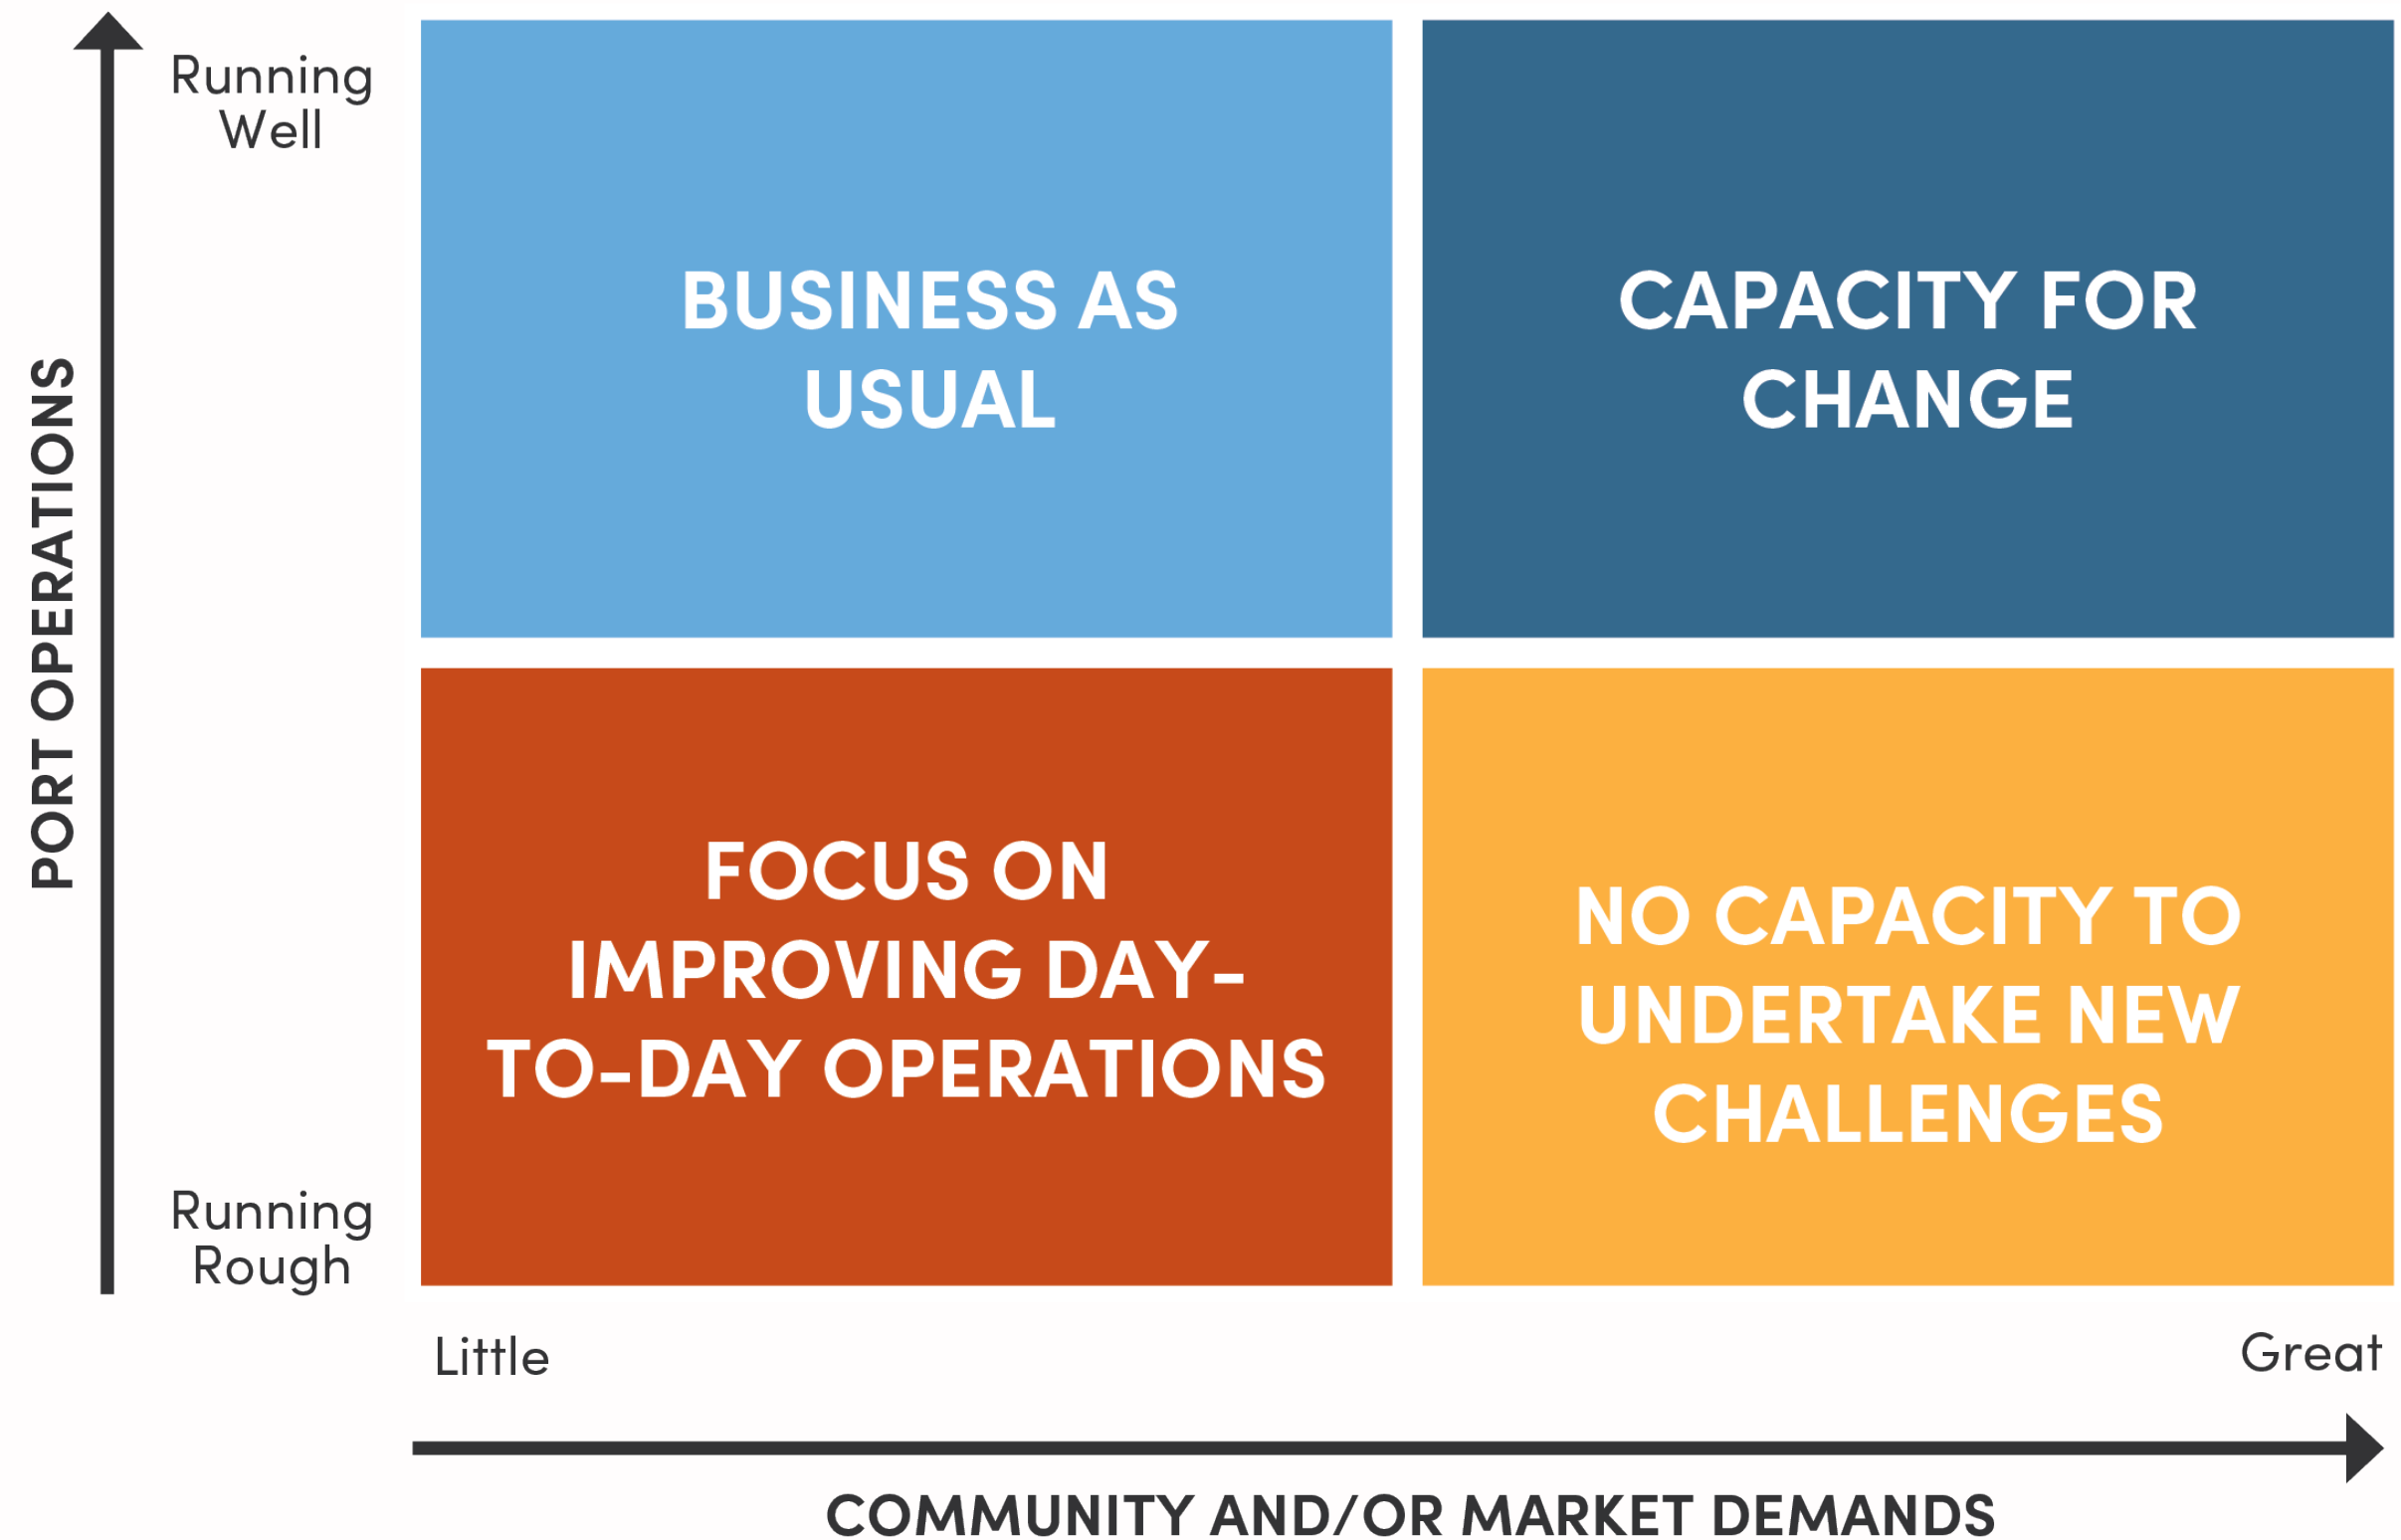 Running
Well
BUSINESS AS
USUAL
CAPACITY FOR
CHANGE
PORT OPERATIONS
FOCUS ON
IMPROVING DAY-
TO-DAY OPERATIONS
NO CAPACITY TO
UNDERTAKE NEW
CHALLENGES
Running
Rough
Little
Great
COMMUNITY AND/OR MARKET DEMANDS